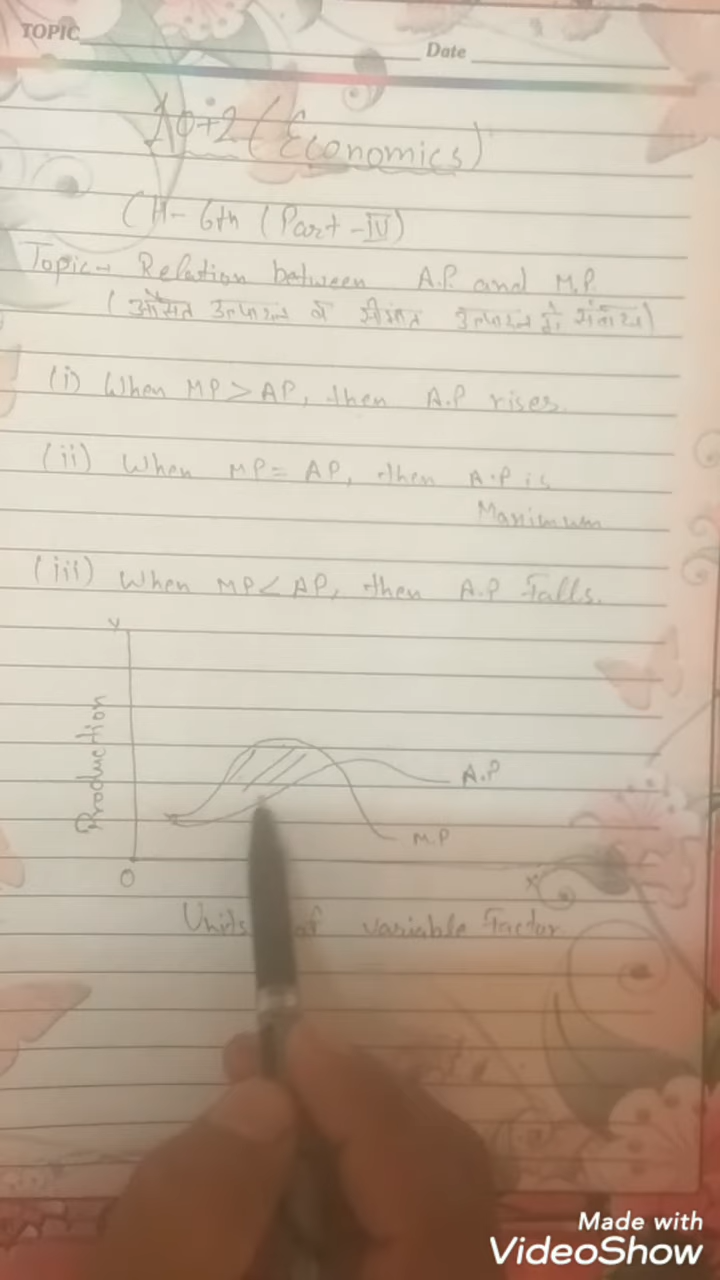 TOPIC
Date
10+2 (Economics)
CH- 6th (Part-IV)
Topic → Relation between A.P. and M.P.
(औसत उत्पादन व सीमांत उत्पादन में संबंध)
(i) When MP > AP, then A.P rises.
(ii) When MP = AP, then A.P is
Maximum
(iii) When MP < AP, then A.P Falls.
Y
Production
A.P
M.P
O
X
Units of variable Factor
Made with
VideoShow